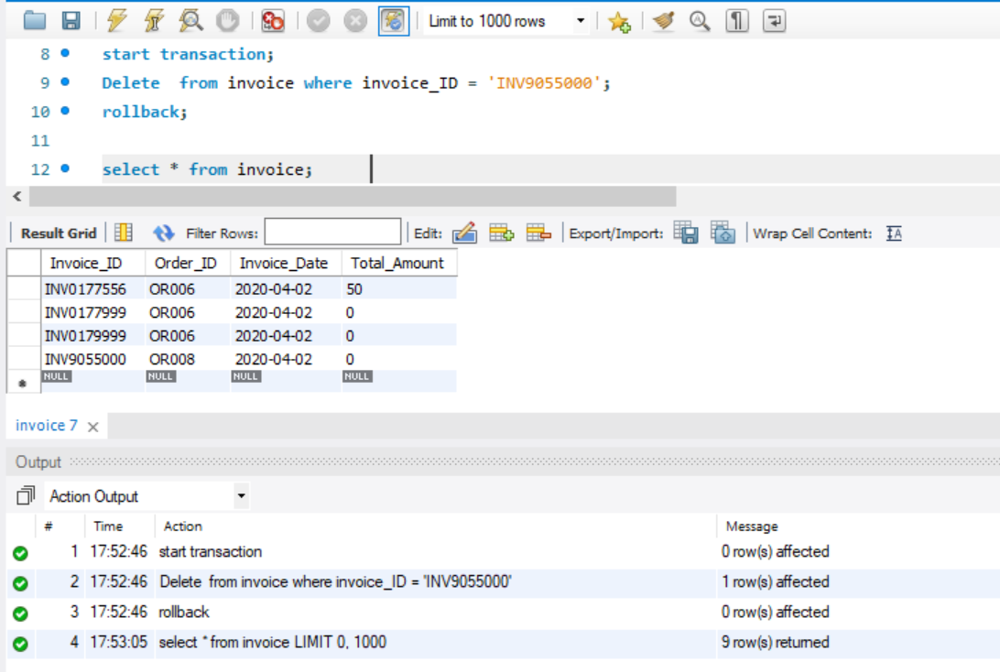 Limit to 1000 rows
8 start transaction;
9 Delete  from invoice where invoice_ID = 'INV9055000';
10 rollback;
11
12 select * from invoice;
Result Grid Filter Rows: Edit: Export/Import: Wrap Cell Content:
Invoice_ID Order_ID Invoice_Date Total_Amount
INV0177556 OR006 2020-04-02 50
INV0177999 OR006 2020-04-02 0
INV0179999 OR006 2020-04-02 0
INV9055000 OR008 2020-04-02 0
NULL NULL NULL NULL
invoice 7
Output
Action Output
# Time Action Message
1 17:52:46 start transaction 0 row(s) affected
2 17:52:46 Delete  from invoice where invoice_ID = 'INV9055000' 1 row(s) affected
3 17:52:46 rollback 0 row(s) affected
4 17:53:05 select * from invoice LIMIT 0, 1000 9 row(s) returned